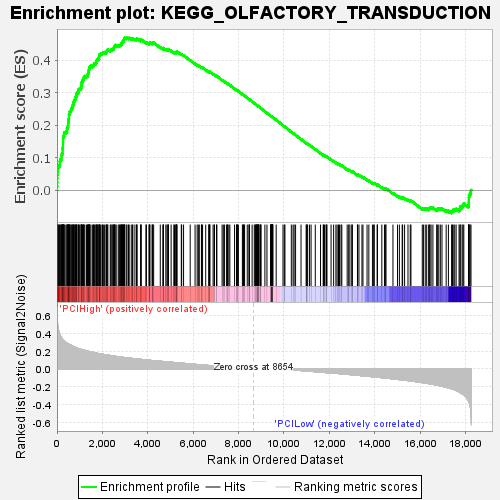 Enrichment plot: KEGG_OLFACTORY_TRANSDUCTION
Enrichment score (ES)
0.4
0.3
0.2
0.1
0.0
'PCIHigh' (positively correlated)
Ranked list metric (Signal2Noise)
0.6
0.4
0.2
0.0
-0.2
-0.4
-0.6
Zero cross at 8654
'PCILow' (negatively correlated)
0
2,000
4,000
6,000
8,000
10,000
12,000
14,000
16,000
18,000
Rank in Ordered Dataset
Enrichment profile
Hits
Ranking metric scores